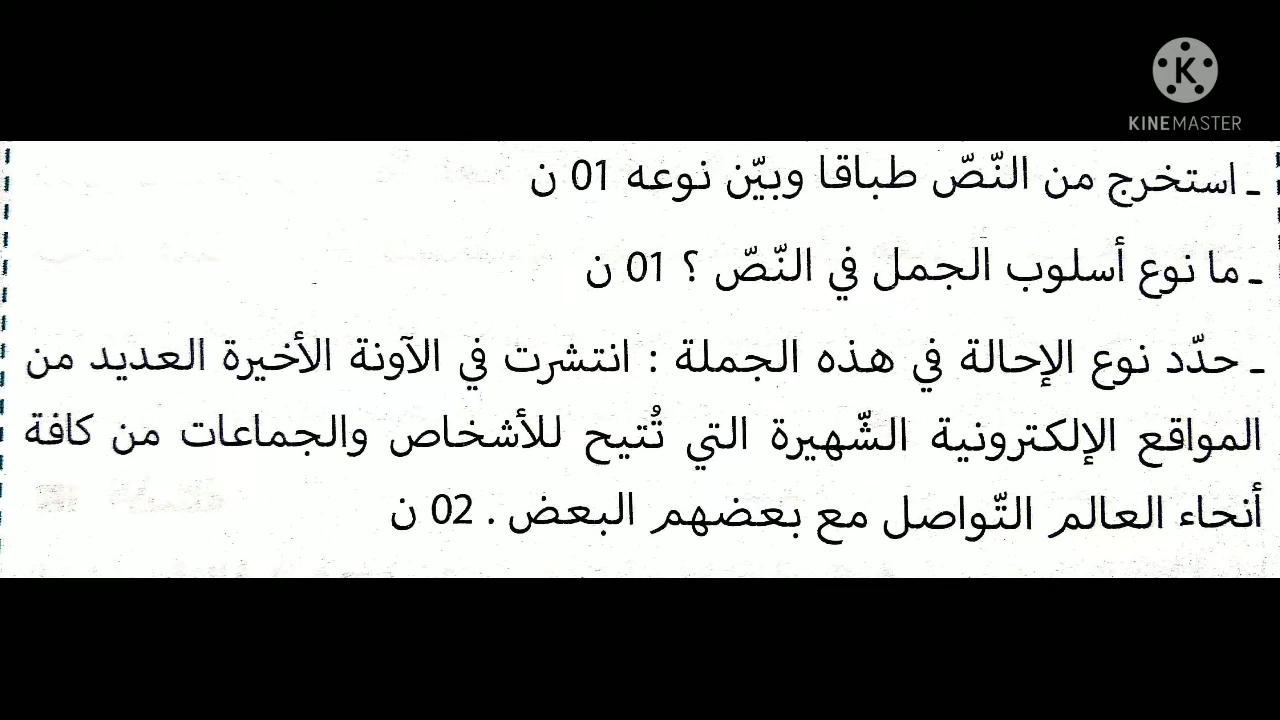 KINEMASTER
ـ استخرج من النّصّ طباقا وبيّن نوعه 01 ن
ـ ما نوع أسلوب الجمل في النّصّ ؟ 01 ن
ـ حدّد نوع الإحالة في هذه الجملة : انتشرت في الآونة الأخيرة العديد من
المواقع الإلكترونية الشّهيرة التي تُتيح للأشخاص والجماعات من كافة
أنحاء العالم التّواصل مع بعضهم البعض . 02 ن